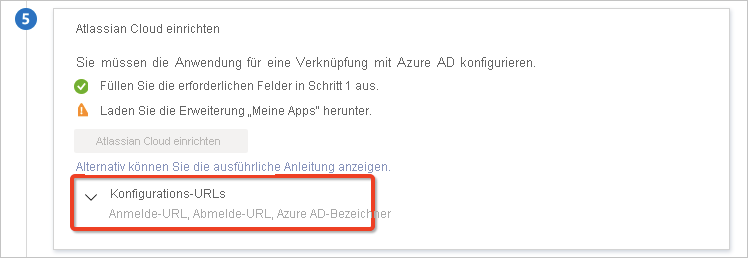 5
Atlassian Cloud einrichten
Sie müssen die Anwendung für eine Verknüpfung mit Azure AD konfigurieren.
Füllen Sie die erforderlichen Felder in Schritt 1 aus.
Laden Sie die Erweiterung „Meine Apps" herunter.
Atlassian Cloud einrichten
Alternativ können Sie die ausführliche Anleitung anzeigen.
Konfigurations-URLs
Anmelde-URL, Abmelde-URL, Azure AD-Bezeichner